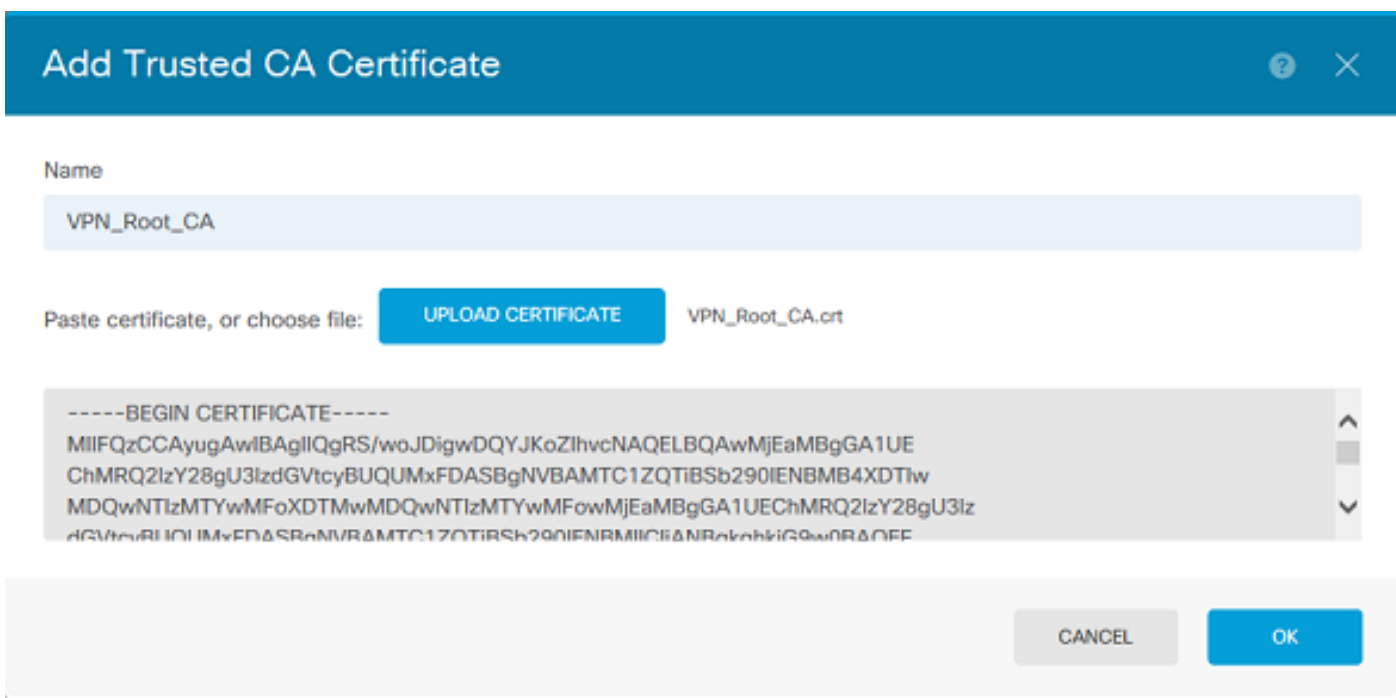 Add Trusted CA Certificate
Name
VPN_Root_CA
Paste certificate, or choose file:
UPLOAD CERTIFICATE
VPN_Root_CA.crt
-----BEGIN CERTIFICATE-----
MIIFQzCCAyugAwIBAgIIQgRS/woJDigwDQYJKoZIhvcNAQELBQAwMjEaMBgGA1UE
ChMRQ2lzY28gU3lzdGVtcyBUQUMxFDASBgNVBAMTC1ZQTiBSb290IENBMB4XDTIw
MDQwNTIzMTYwMFoXDTMwMDQwNTIzMTYwMFowMjEaMBgGA1UEChMRQ2lzY28gU3lz
dGVtcyBUQUMxFDASBgNVBAMTC1ZQTiBSb290IENBMIICIjANBgkqhkiG9w0BAQEF
CANCEL
OK